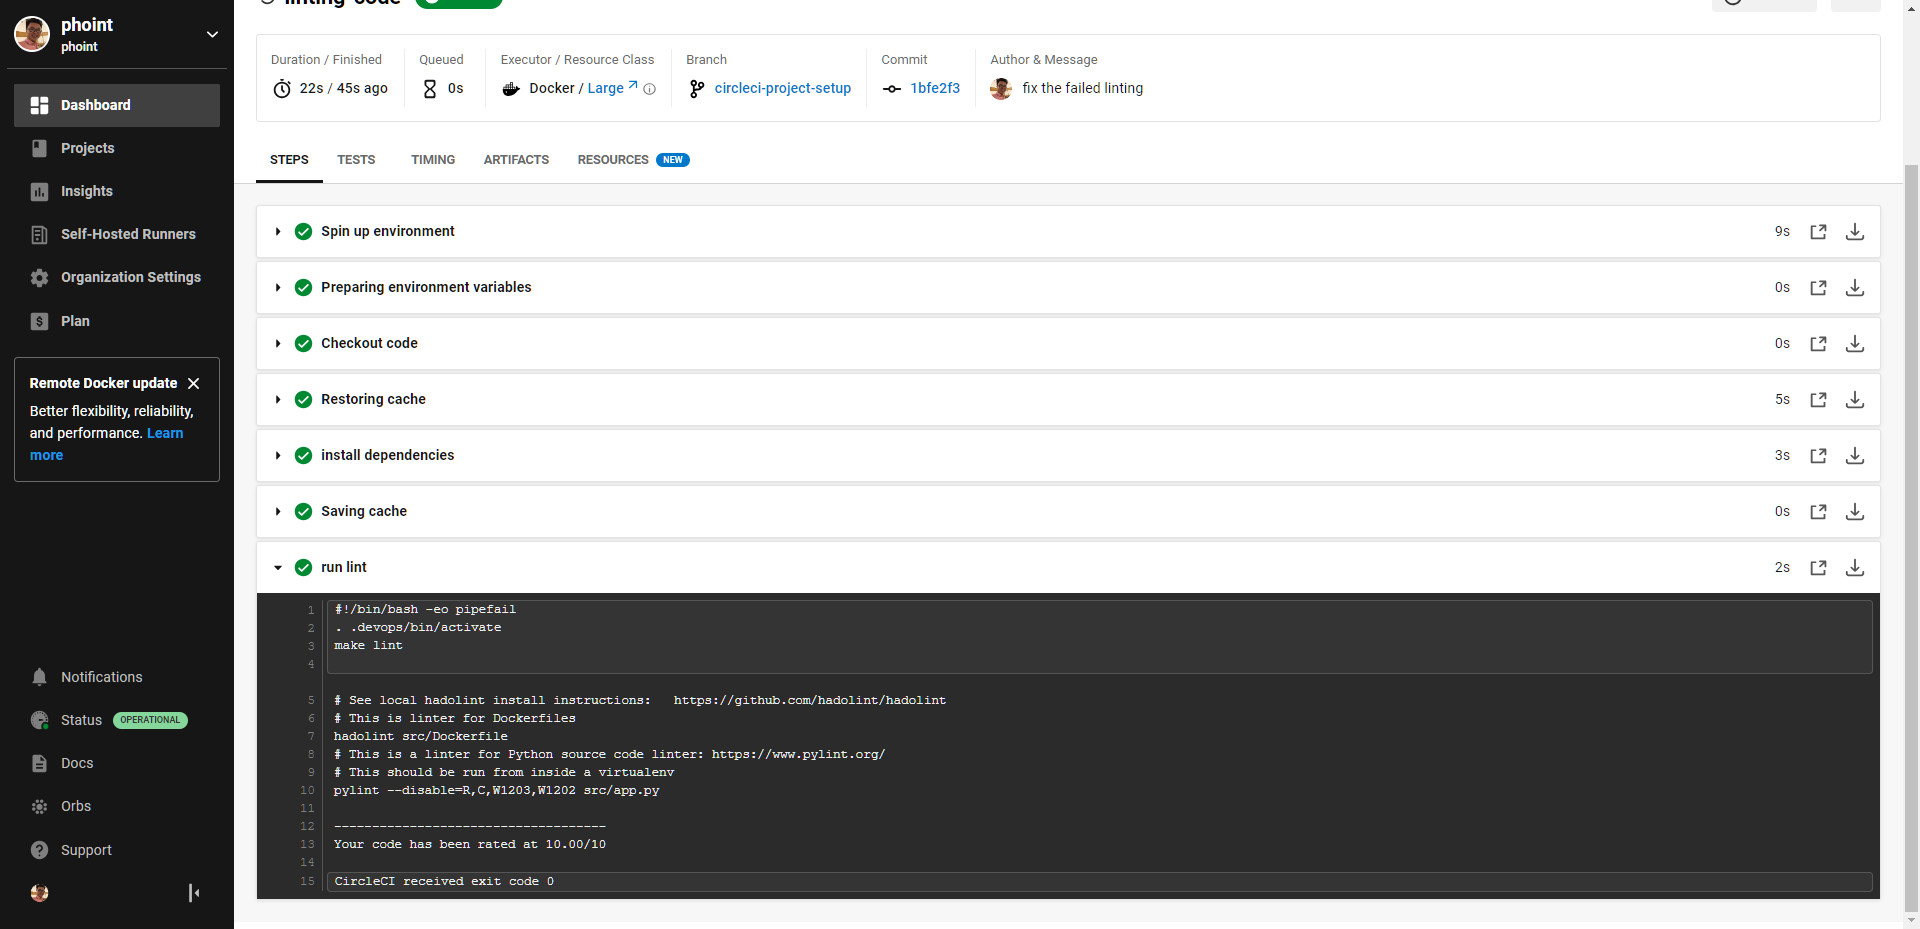 phoint
phoint
Dashboard
Projects
Insights
Self-Hosted Runners
Organization Settings
Plan
Remote Docker update
Better flexibility, reliability,
and performance. Learn
more
Notifications
Status OPERATIONAL
Docs
Orbs
Support
linting-code
Duration / Finished
22s / 45s ago
Queued
0s
Executor / Resource Class
Docker / Large
Branch
circleci-project-setup
Commit
1bfe2f3
Author & Message
fix the failed linting
STEPS TESTS TIMING ARTIFACTS RESOURCES NEW
Spin up environment 9s
Preparing environment variables 0s
Checkout code 0s
Restoring cache 5s
install dependencies 3s
Saving cache 0s
run lint 2s
1 #!/bin/bash -eo pipefail
2 . .devops/bin/activate
3 make lint
4
5 # See local hadolint install instructions:   https://github.com/hadolint/hadolint
6 # This is linter for Dockerfiles
7 hadolint src/Dockerfile
8 # This is a linter for Python source code linter: https://www.pylint.org/
9 # This should be run from inside a virtualenv
10 pylint --disable=R,C,W1203,W1202 src/app.py
11
12 ------------------------------------
13 Your code has been rated at 10.00/10
14
15 CircleCI received exit code 0